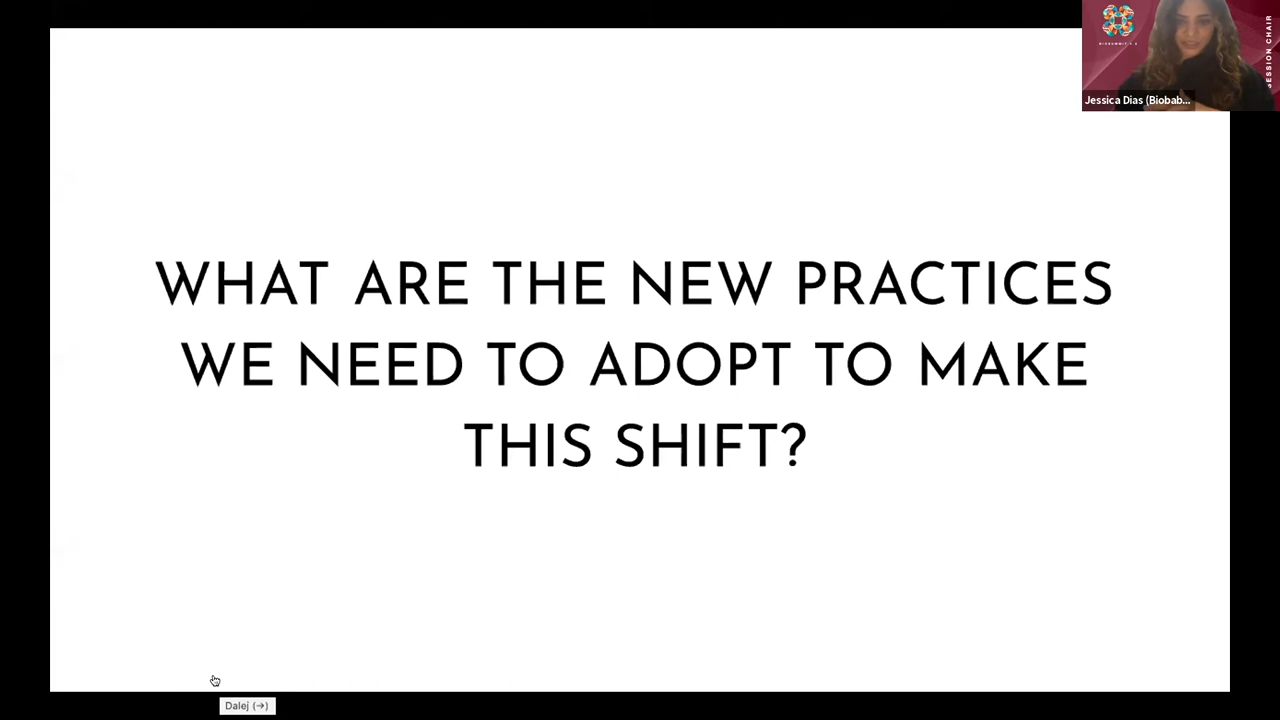 WHAT ARE THE NEW PRACTICES
WE NEED TO ADOPT TO MAKE
THIS SHIFT?
SESSION CHAIR
Jessica Dias (Biobab...
Dalej (→)